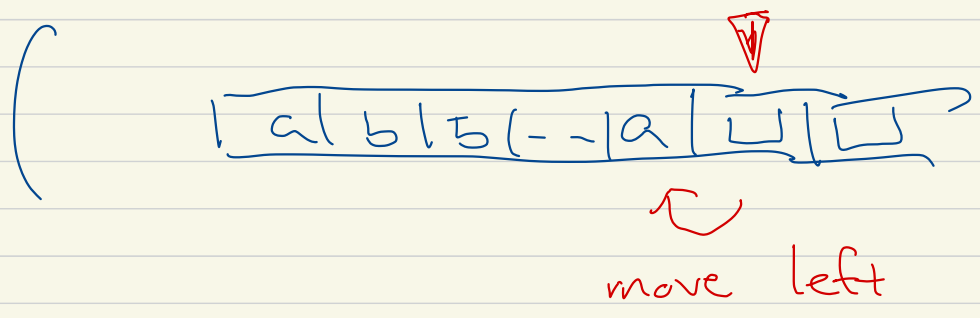 ( | a | b | b | - - | a | ⊔ | ⊔
move left